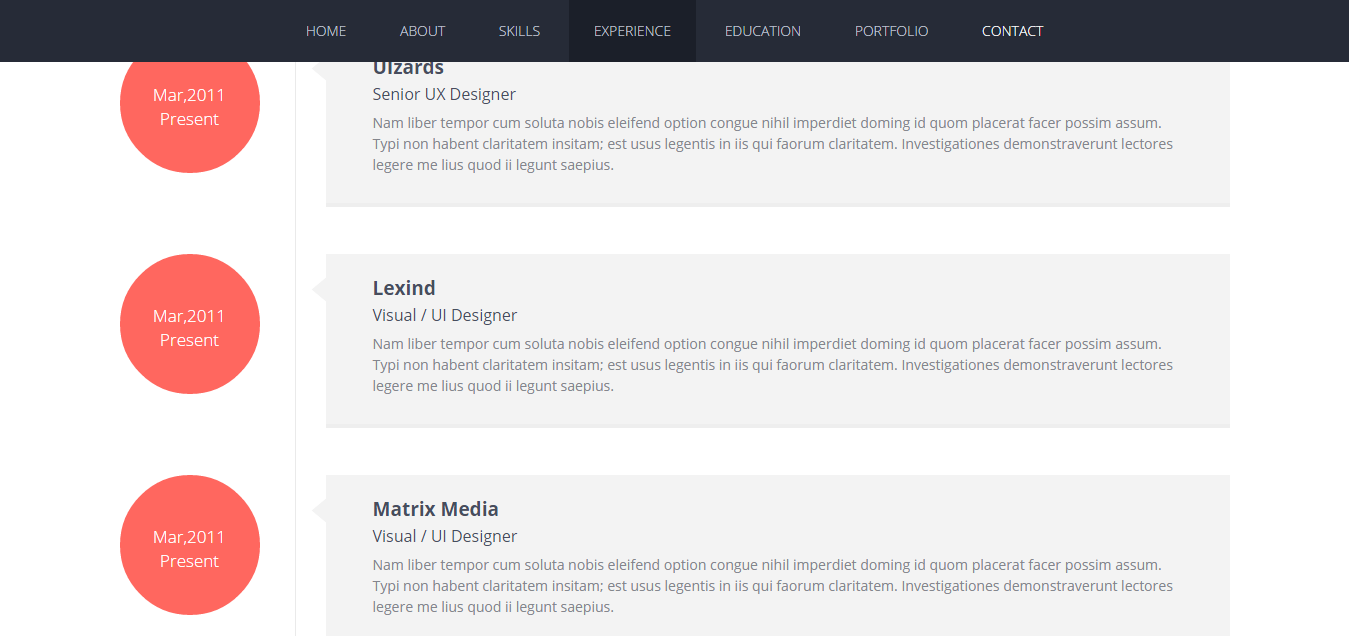 HOME ABOUT SKILLS EXPERIENCE EDUCATION PORTFOLIO CONTACT
Mar,2011
Present
Uizards
Senior UX Designer
Nam liber tempor cum soluta nobis eleifend option congue nihil imperdiet doming id quom placerat facer possim assum.
Typi non habent claritatem insitam; est usus legentis in iis qui faorum claritatem. Investigationes demonstraverunt lectores
legere me lius quod ii legunt saepius.
Mar,2011
Present
Lexind
Visual / UI Designer
Nam liber tempor cum soluta nobis eleifend option congue nihil imperdiet doming id quom placerat facer possim assum.
Typi non habent claritatem insitam; est usus legentis in iis qui faorum claritatem. Investigationes demonstraverunt lectores
legere me lius quod ii legunt saepius.
Mar,2011
Present
Matrix Media
Visual / UI Designer
Nam liber tempor cum soluta nobis eleifend option congue nihil imperdiet doming id quom placerat facer possim assum.
Typi non habent claritatem insitam; est usus legentis in iis qui faorum claritatem. Investigationes demonstraverunt lectores
legere me lius quod ii legunt saepius.